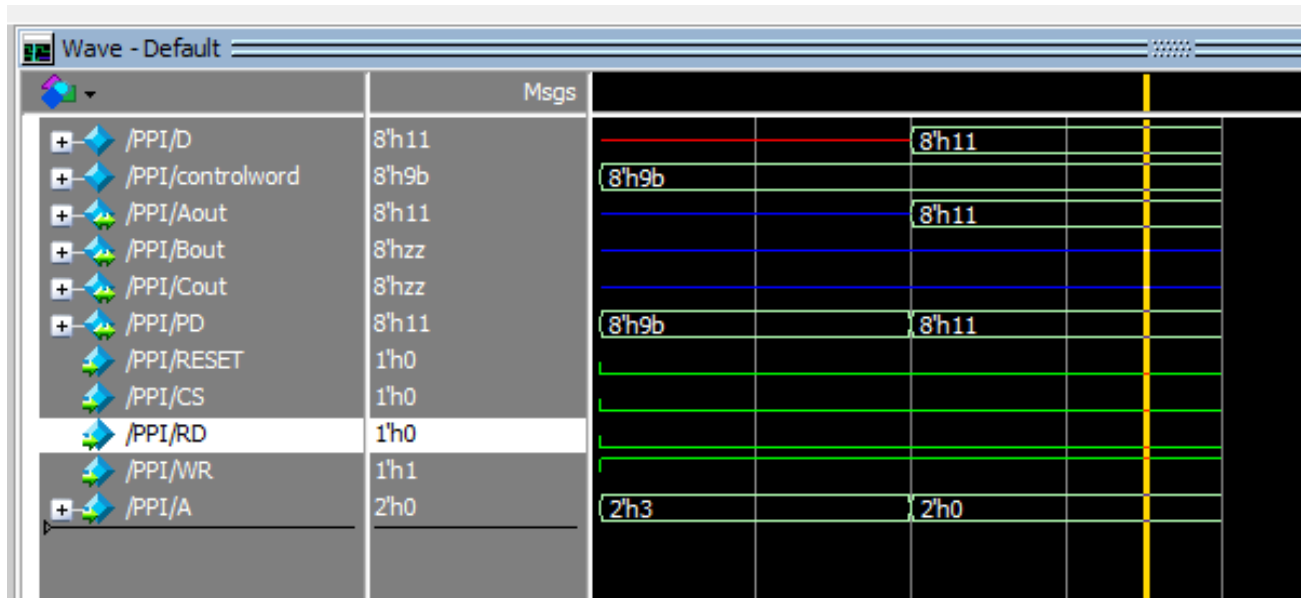 Wave - Default
Msgs
/PPI/D 8'h11 8'h11
/PPI/controlword 8'h9b 8'h9b
/PPI/Aout 8'h11 8'h11
/PPI/Bout 8'hzz
/PPI/Cout 8'hzz
/PPI/PD 8'h11 8'h9b 8'h11
/PPI/RESET 1'h0
/PPI/CS 1'h0
/PPI/RD 1'h0
/PPI/WR 1'h1
/PPI/A 2'h0 2'h3 2'h0